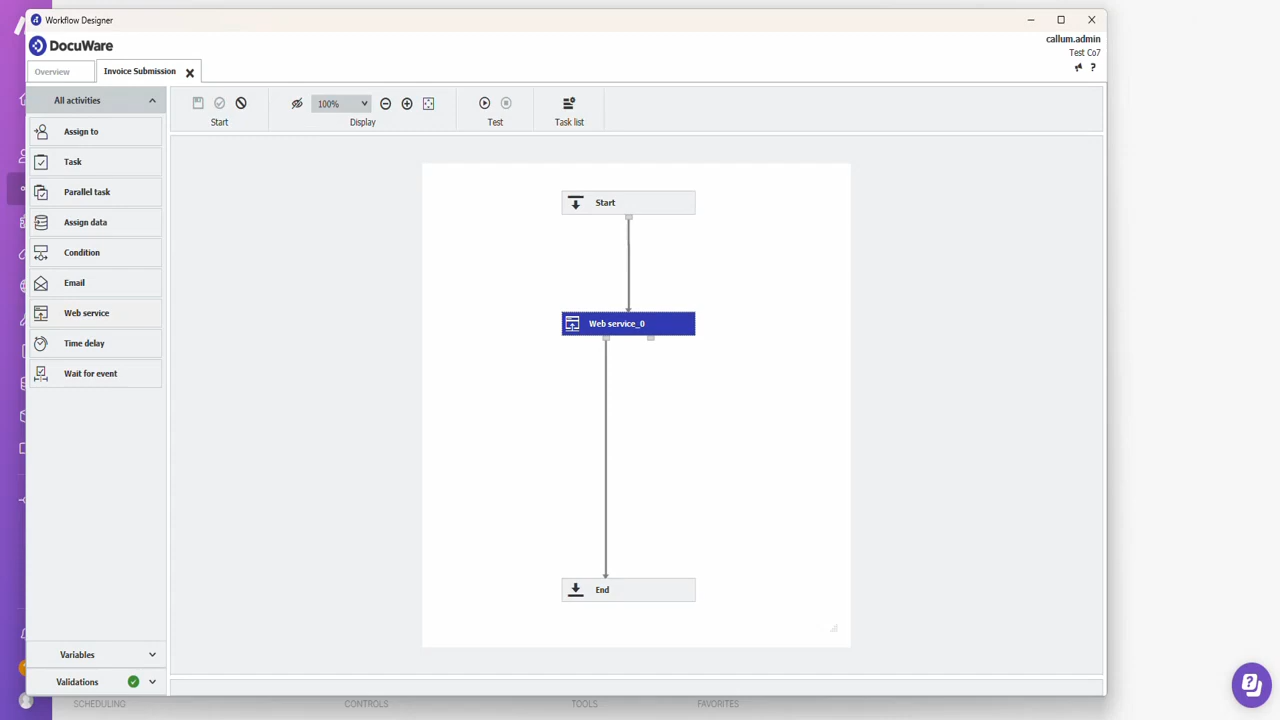 Workflow Designer
DocuWare
callum.admin
Test Co7
?
Overview
Invoice Submission
All activities
Assign to
Task
Parallel task
Assign data
Condition
Email
Web service
Time delay
Wait for event
Variables
Validations
Start
100%
Display
Test
Task list
Start
Web service_0
End
SCHEDULING
CONTROLS
TOOLS
FAVORITES